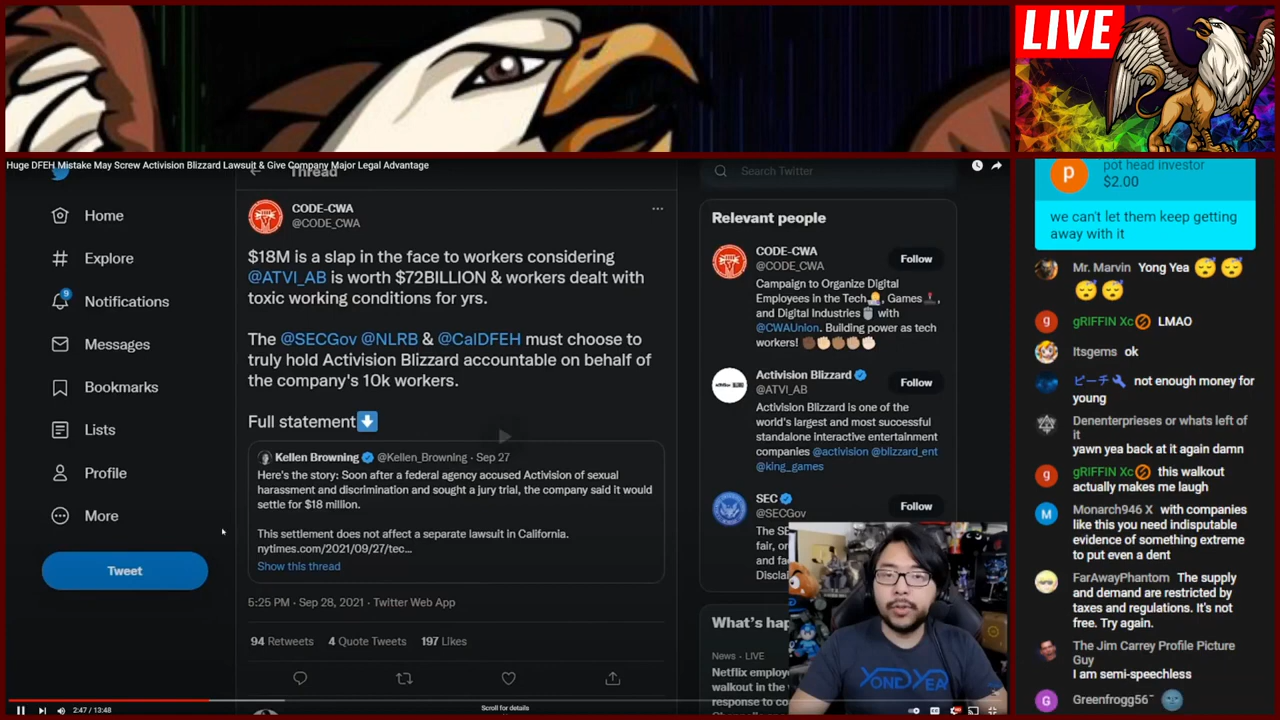 LIVE
Huge DFEH Mistake May Screw Activision Blizzard Lawsuit & Give Company Major Legal Advantage
Home
Explore
9
Notifications
Messages
Bookmarks
Lists
Profile
More
Tweet
Thread
CODE-CWA
@CODE_CWA
$18M is a slap in the face to workers considering
@ATVI_AB is worth $72BILLION & workers dealt with
toxic working conditions for yrs.
The @SECGov @NLRB & @CalDFEH must choose to
truly hold Activision Blizzard accountable on behalf of
the company's 10k workers.
Full statement⬇️
Kellen Browning @Kellen_Browning · Sep 27
Here's the story: Soon after a federal agency accused Activision of sexual
harassment and discrimination and sought a jury trial, the company said it would
settle for $18 million.
This settlement does not affect a separate lawsuit in California.
nytimes.com/2021/09/27/tec...
Show this thread
5:25 PM · Sep 28, 2021 · Twitter Web App
94 Retweets 4 Quote Tweets 197 Likes
Search Twitter
Relevant people
CODE-CWA
@CODE_CWA
Follow
Campaign to Organize Digital
Employees in the Tech, Games,
and Digital Industries with
@CWAUnion. Building power as tech
workers!
Activision Blizzard
@ATVI_AB
Follow
Activision Blizzard is one of the
world's largest and most successful
standalone interactive entertainment
companies @activision @blizzard_ent
@king_games
SEC
@SECGov
Follow
The SE
fair, or
and fa
Disclai
What's hap
News · LIVE
Netflix employ
walkout in the
response to co
YONGYEA
2:47 / 13:48
Scroll for details
p
pot head investor
$2.00
we can't let them keep getting
away with it
Mr. Marvin Yong Yea 😴 😴
😴 😴
g
gRIFFIN Xc LMAO
Itsgems ok
ピーチ🔧 not enough money for
young
Denenterprieses or whats left of
it
yawn yea back at it again damn
g
gRIFFIN Xc this walkout
actually makes me laugh
M
Monarch946 X with companies
like this you need indisputable
evidence of something extreme
to put even a dent
FarAwayPhantom The supply
and demand are restricted by
taxes and regulations. It's not
free. Try again.
The Jim Carrey Profile Picture
Guy
I am semi-speechless
G
Greenfrogg56 🌚